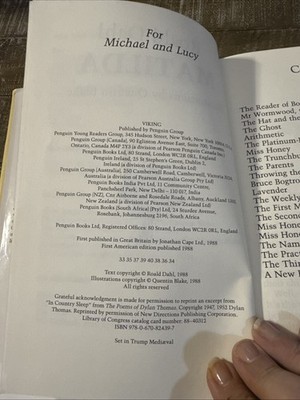 For
Michael and Lucy
VIKING
Published by Penguin Group
Penguin Young Readers Group, 345 Hudson Street, New York, New York
Penguin Group (Canada), 90 Eglinton Avenue East, Suite 700, Toronto,
Ontario, Canada M4P 2Y3 (a division of Pearson Penguin Canada Inc.)
Penguin Books Ltd, 80 Strand, London WC2R 0RL, England
Penguin Ireland, 25 St Stephen's Green, Dublin 2,
Ireland (a division of Penguin Books Ltd)
Penguin Group (Australia), 250 Camberwell Road, Camberwell, Victoria
Australia (a division of Pearson Australia Group Pty Ltd)
Penguin Books India Pvt Ltd, 11 Community Centre,
Panchsheel Park, New Delhi - 110 017, India
Penguin Group (NZ), Cnr Airborne and Rosedale Roads, Albany, Auckland
New Zealand (a division of Pearson New Zealand Ltd)
Penguin Books (South Africa) (Pty) Ltd, 24 Sturdee Avenue,
Rosebank, Johannesburg 2196, South Africa
Penguin Books Ltd, Registered Offices: 80 Strand, London WC2R 0RL, England
First published in Great Britain by Jonathan Cape Ltd., 1988
First American edition published 1988
33 35 37 39 40 38 36 34
Text copyright © Roald Dahl, 1988
Illustrations copyright © Quentin Blake, 1988
All rights reserved
Grateful acknowledgment is made for permission to reprint an excerpt from
"In Country Sleep" from The Poems of Dylan Thomas. Copyright 1947, 1952 Dylan
Thomas. Reprinted by permission of New Directions Publishing Corporation.
Library of Congress catalog card number: 88-40312
ISBN 978-0-670-82439-7
Set in Trump Mediaeval
C
The Reader of Bo
Mr Wormwood,
The Hat and the
The Ghost
Arithmetic
The Platinum-
Miss Honey
The Trunchbu
The Parents
Throwing the
Bruce Bog
Lavender
The Weekly
The First M
The Second
Miss Hone
Miss Hon
The Nam
The Prac
The Thi
A New